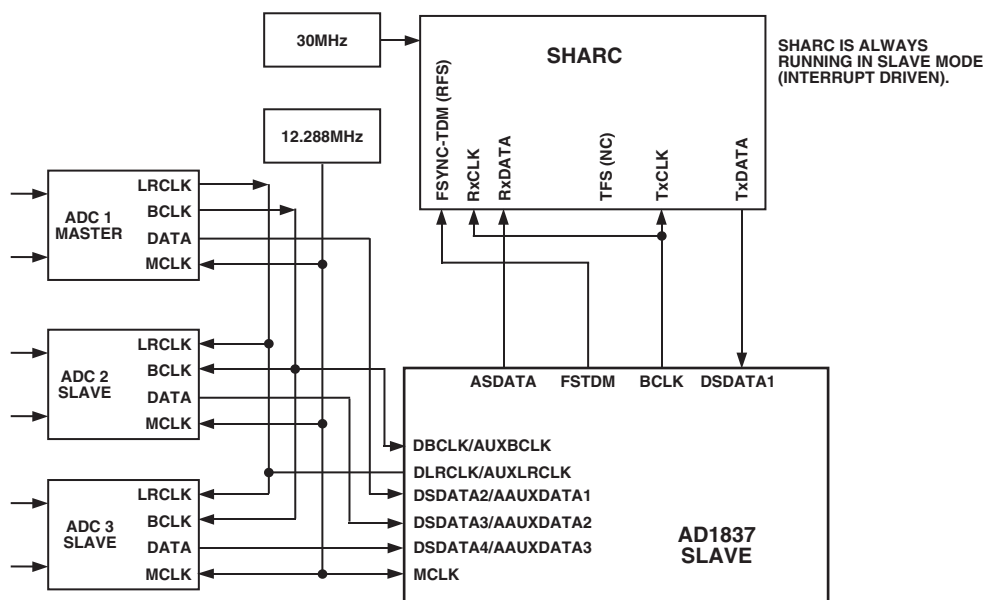 30MHz
SHARC
SHARC IS ALWAYS
RUNNING IN SLAVE MODE
(INTERRUPT DRIVEN).
FSYNC-TDM (RFS)
RxCLK
RxDATA
TFS (NC)
TxCLK
TxDATA
12.288MHz
ADC 1
MASTER
LRCLK
BCLK
DATA
MCLK
ADC 2
SLAVE
LRCLK
BCLK
DATA
MCLK
ADC 3
SLAVE
LRCLK
BCLK
DATA
MCLK
ASDATA FSTDM BCLK DSDATA1
DBCLK/AUXBCLK
DLRCLK/AUXLRCLK
DSDATA2/AAUXDATA1
DSDATA3/AAUXDATA2
DSDATA4/AAUXDATA3
MCLK
AD1837
SLAVE